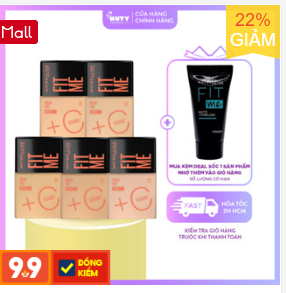 Mall
NUTY
CỬA HÀNG
CHÍNH HÃNG
22%
GIẢM
FIT
ME
FIT
ME
FIT
ME
FIT
ME
FIT
ME
FIT
me
MUA KÈM DEAL SỐC 1 SẢN PHẨM
NHỚ THÊM VÀO GIỎ HÀNG
SỐ LƯỢNG CÓ HẠN
FAST
HỎA TỐC
2H HCM
KIỂM TRA GIỎ HÀNG
TRƯỚC KHI THANH TOÁN
9.9
ĐỒNG
KIỂM